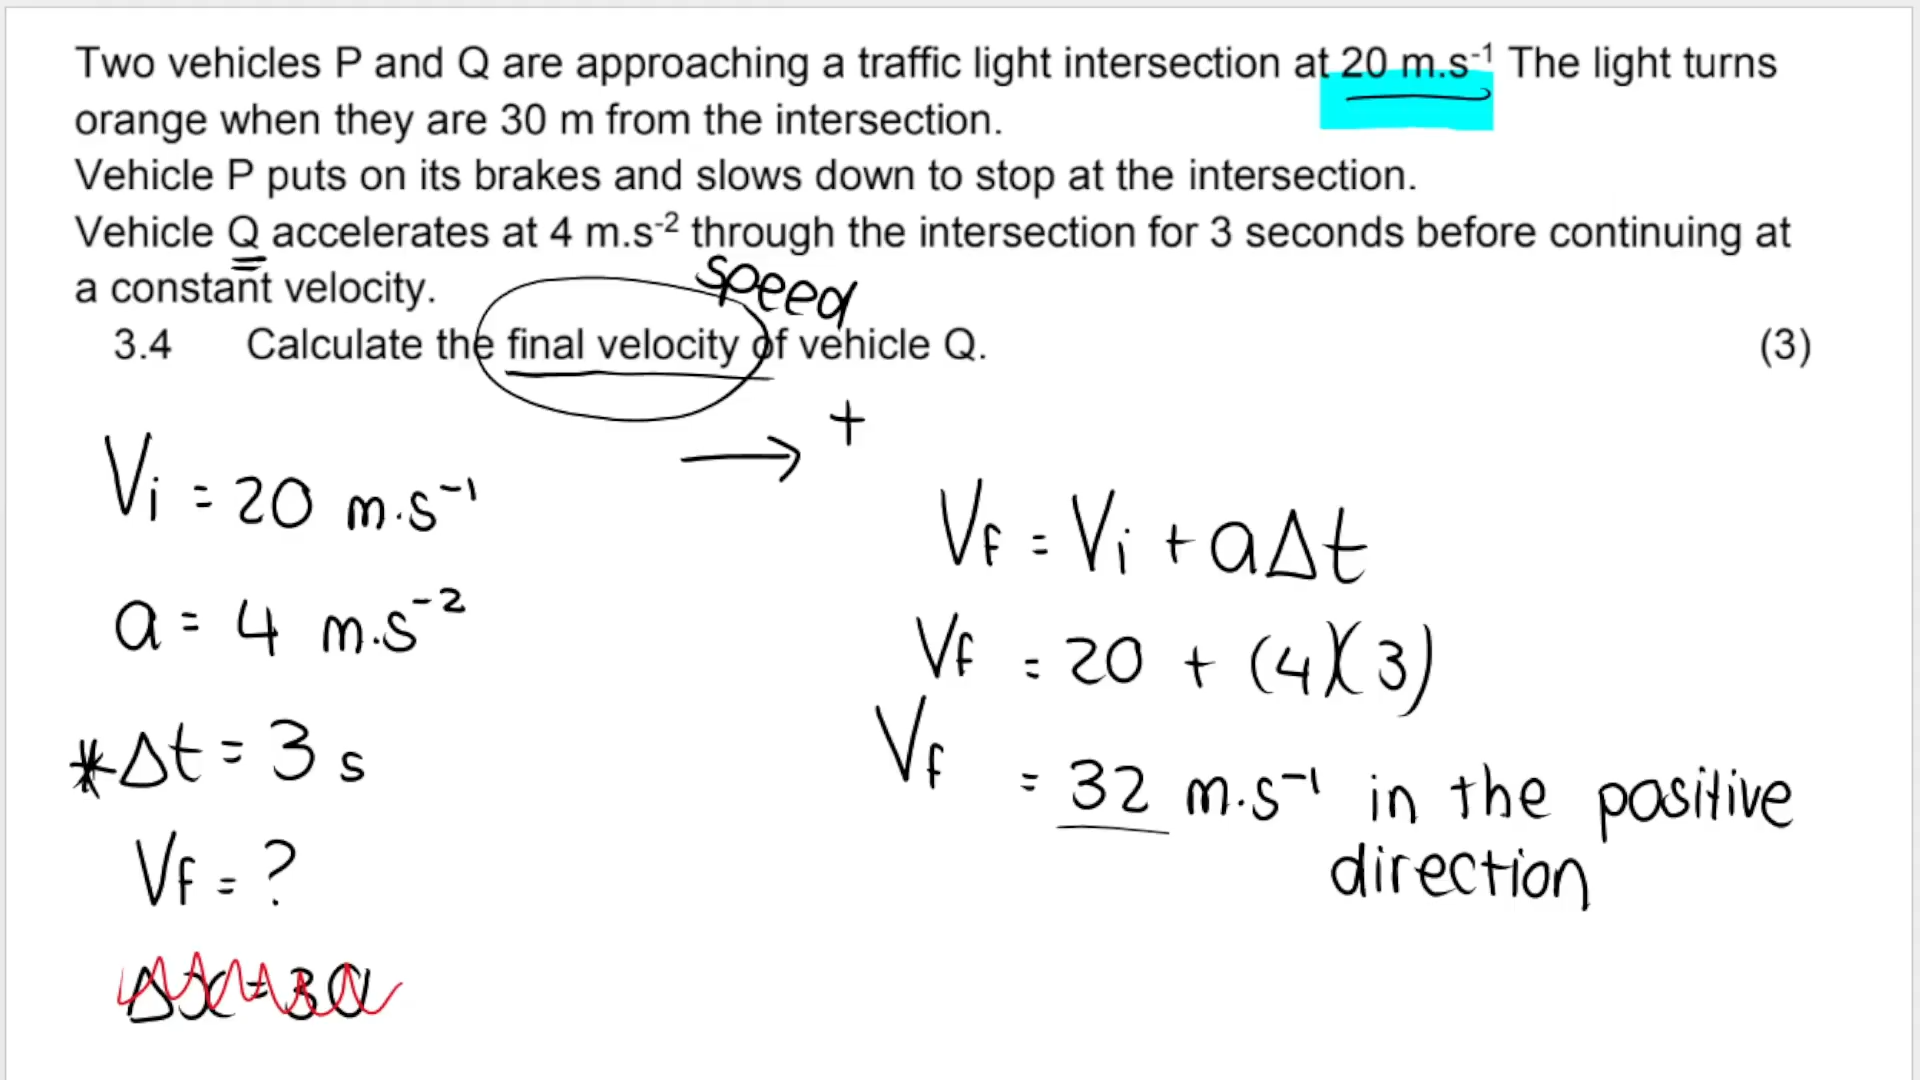 Two vehicles P and Q are approaching a traffic light intersection at 20 m.s⁻¹ The light turns
orange when they are 30 m from the intersection.
Vehicle P puts on its brakes and slows down to stop at the intersection.
Vehicle Q accelerates at 4 m.s⁻² through the intersection for 3 seconds before continuing at
a constant velocity.
speed
3.4 Calculate the final velocity of vehicle Q. (3)
→ +
Vi = 20 m.s⁻¹
a = 4 m.s⁻²
*Δt = 3 s
Vf = ?
Δx = 30
Vf = Vi + aΔt
Vf = 20 + (4)(3)
Vf = 32 m.s⁻¹ in the positive
direction